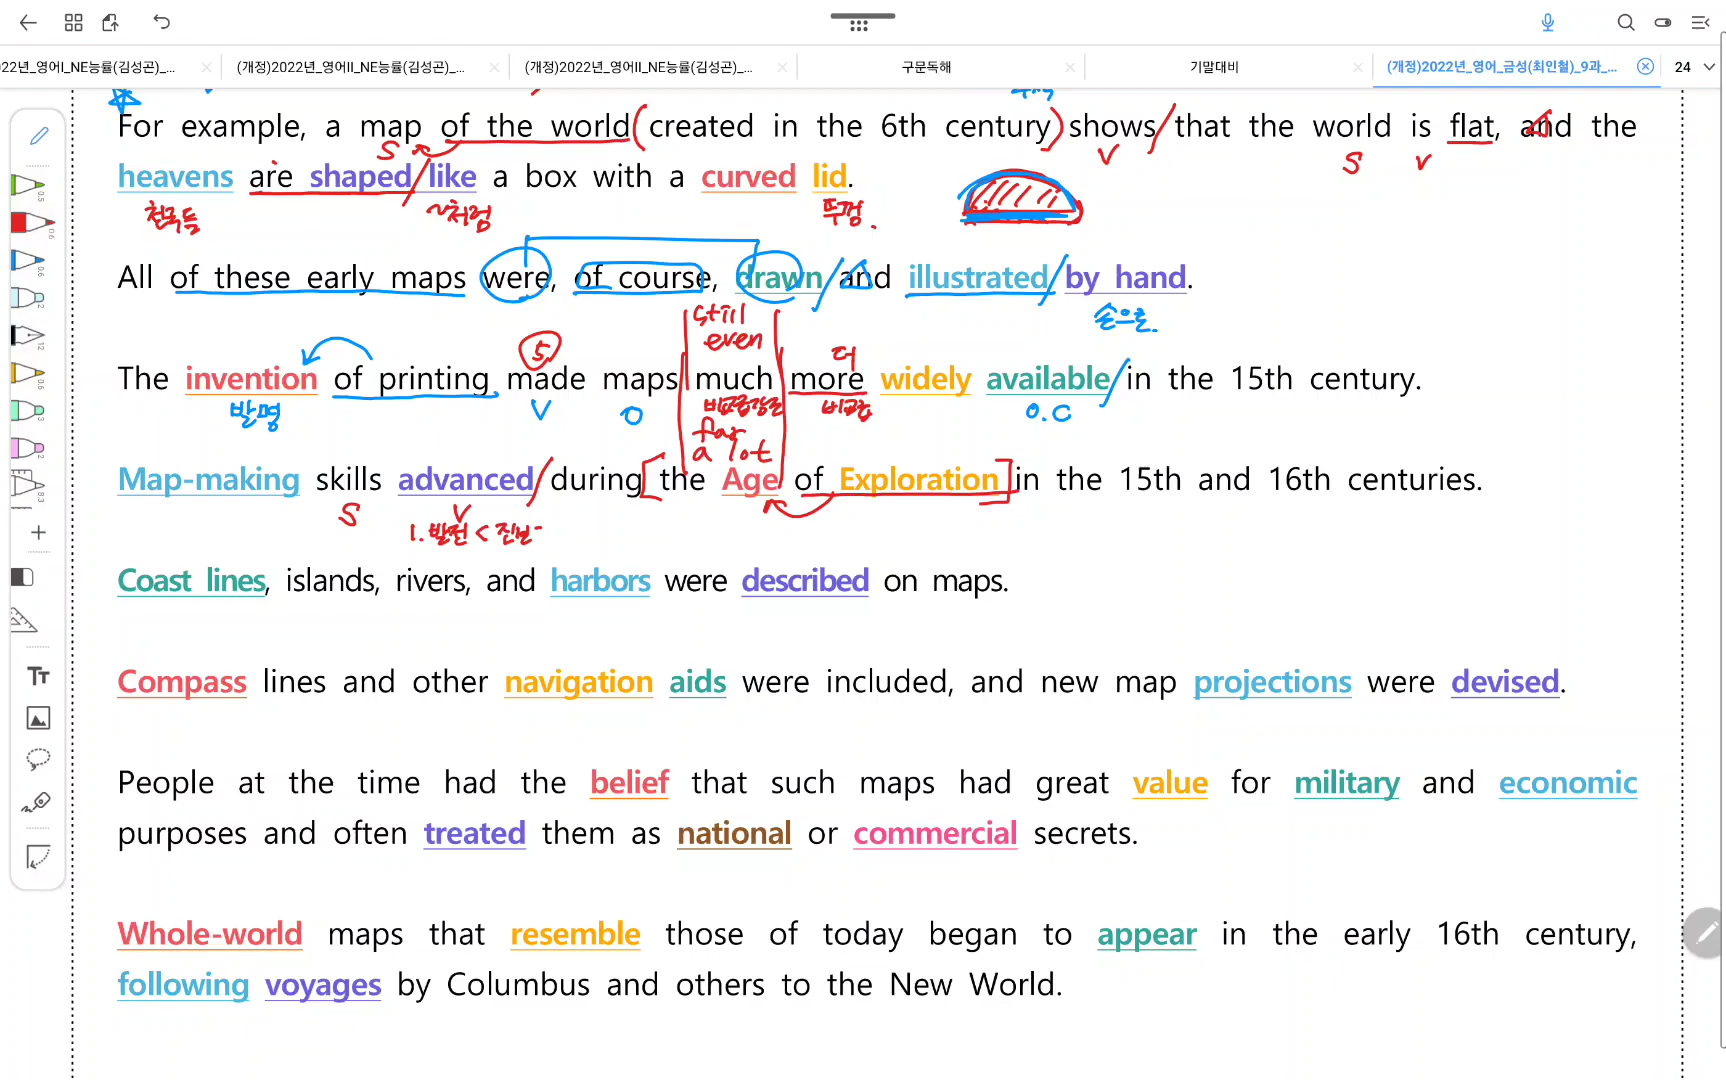 22년_영어I_NE능률(김성곤)_... (개정)2022년_영어II_NE능률(김성곤)_... (개정)2022년_영어II_NE능률(김성곤)_... 구문독해 기말대비 (개정)2022년_영어_금성(최인철)_9과_... 24
For example, a map of the world (created in the 6th century) shows that the world is flat, and the
S V S V
heavens are shaped like a box with a curved lid.
천국들 ~처럼 뚜껑.
All of these early maps were, of course, drawn and illustrated by hand.
손으로.
still
even
5 더
The invention of printing made maps much more widely available in the 15th century.
발명 V O 비교급강조 비교급 O.C
far
a lot
Map-making skills advanced during [the Age of Exploration] in the 15th and 16th centuries.
S V
1. 발전 <
Coast lines, islands, rivers, and harbors were described on maps.
Compass lines and other navigation aids were included, and new map projections were devised.
People at the time had the belief that such maps had great value for military and economic
purposes and often treated them as national or commercial secrets.
Whole-world maps that resemble those of today began to appear in the early 16th century,
following voyages by Columbus and others to the New World.